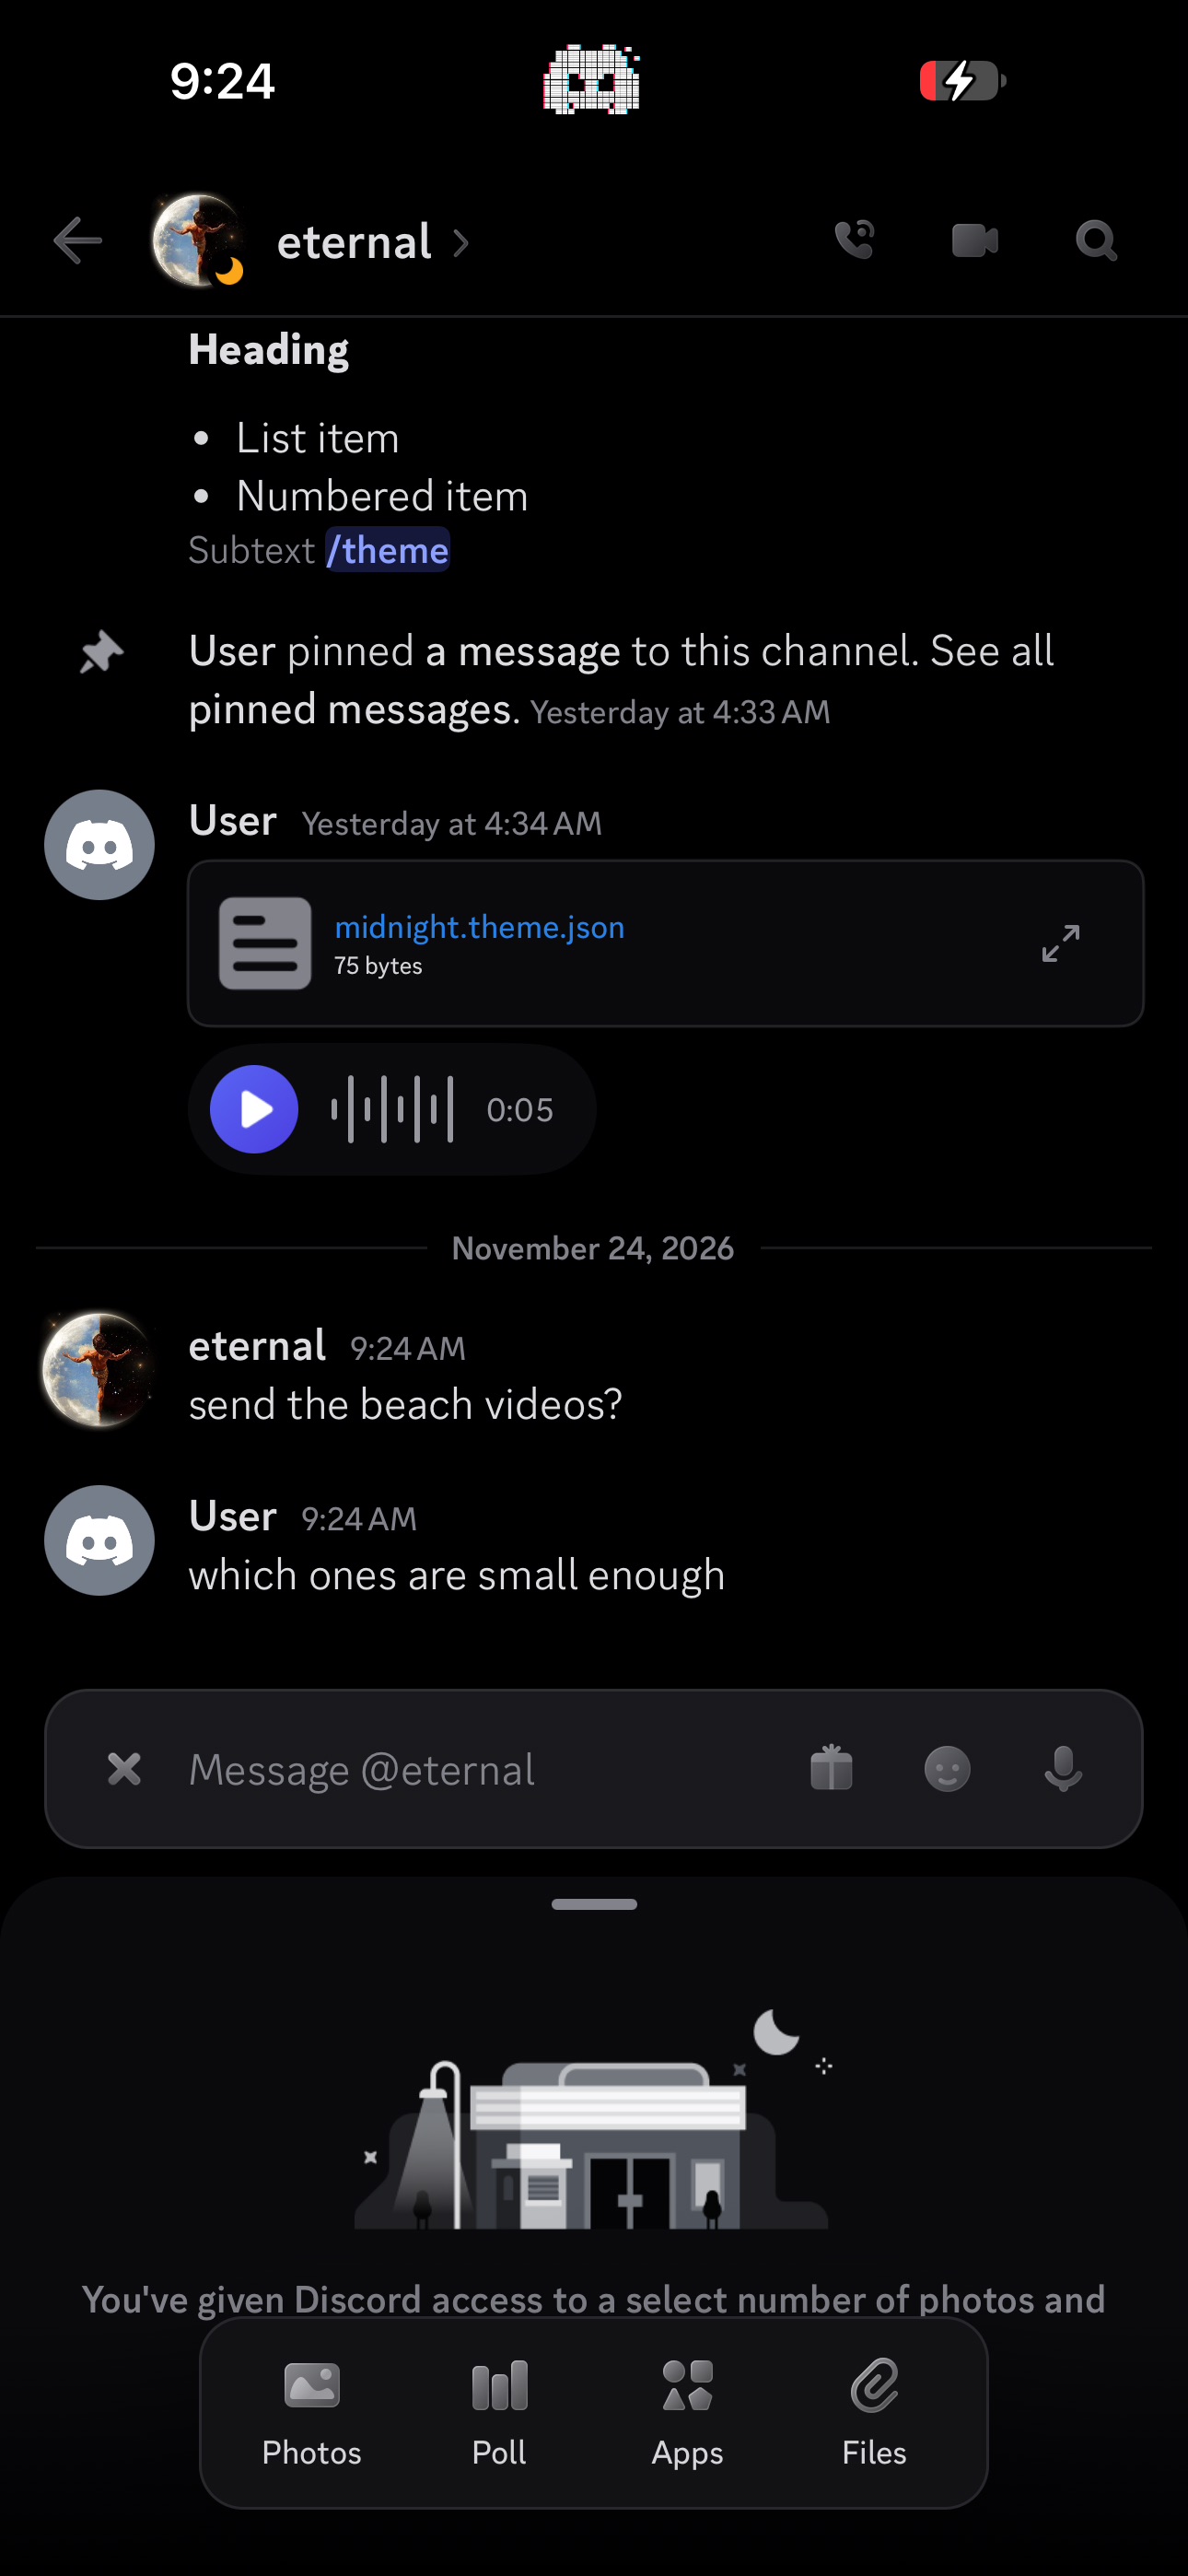 9:24
eternal
Heading
• List item
• Numbered item
Subtext /theme
User pinned a message to this channel. See all
pinned messages. Yesterday at 4:33 AM
User Yesterday at 4:34 AM
midnight.theme.json
75 bytes
0:05
November 24, 2026
eternal 9:24 AM
send the beach videos?
User 9:24 AM
which ones are small enough
Message @eternal
You've given Discord access to a select number of photos and
Photos Poll Apps Files